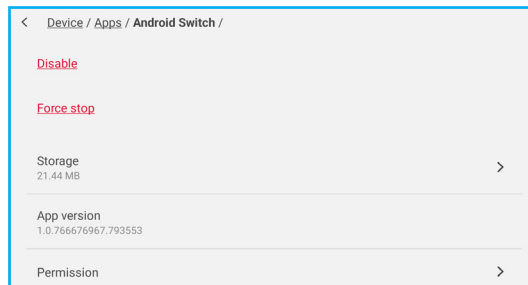 Device / Apps / Android Switch /
Disable
Force stop
Storage
21.44 MB
App version
1.0.766676967.793553
Permission